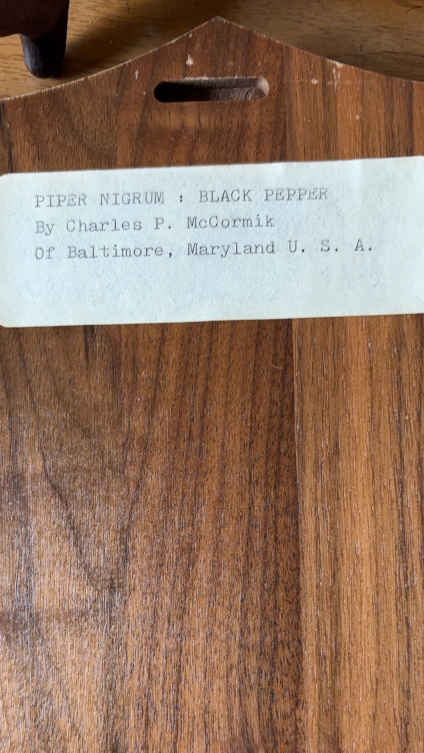 PIPER NIGRUM : BLACK PEPPER
By Charles P. McCormik
Of Baltimore, Maryland U. S. A.